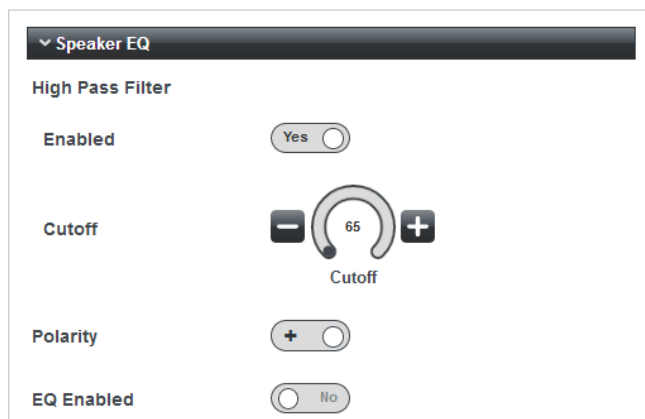 Speaker EQ
High Pass Filter
Enabled Yes
65
Cutoff
Cutoff
Polarity +
EQ Enabled No